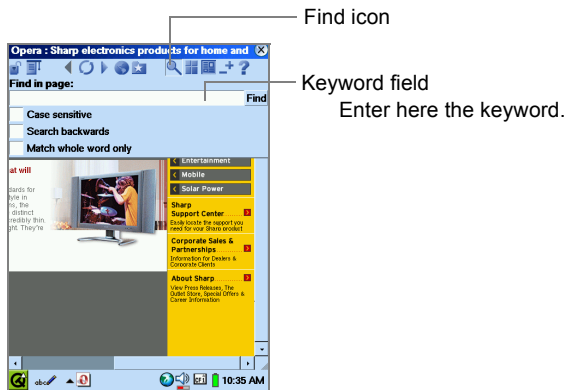 Find icon
Opera : Sharp electronics products for home and
Find in page:
Keyword field
Enter here the keyword.
Find
Case sensitive
Search backwards
Match whole word only
Entertainment
at will
Mobile
dards for
Solar Power
tyle in
ns, the
distinct
credibly thin
ght. They're
Sharp
Support Center
Easily locate the support you
need for your Sharp product
Corporate Sales &
Partnerships
Information for Dealers &
Corporate Clients
About Sharp
View Press Releases, The
Outlet Store, Special Offers &
Career Information
abc
10:35 AM